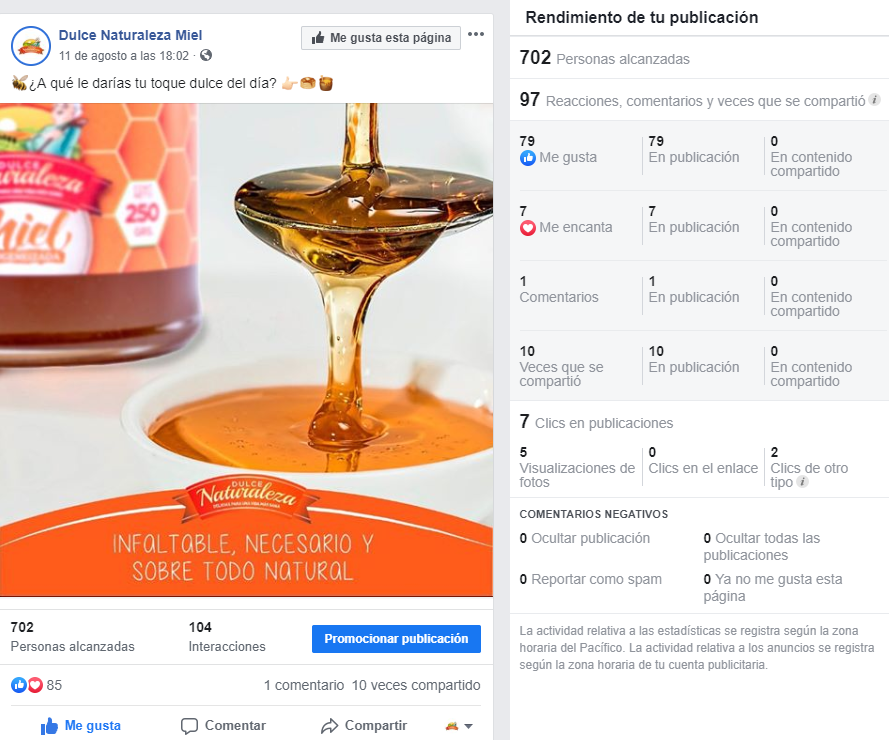 Dulce Naturaleza Miel
11 de agosto a las 18:02 ·
Me gusta esta página
¿A qué le darías tu toque dulce del día?
DULCE
Naturaleza
Miel
250
GRS.
DULCE
Naturaleza
INFALTABLE, NECESARIO Y
SOBRE TODO NATURAL
702
Personas alcanzadas
104
Interacciones
Promocionar publicación
85
1 comentario 10 veces compartido
Me gusta Comentar Compartir
Rendimiento de tu publicación
702 Personas alcanzadas
97 Reacciones, comentarios y veces que se compartió
79
Me gusta
79
En publicación
0
En contenido
compartido
7
Me encanta
7
En publicación
0
En contenido
compartido
1
Comentarios
1
En publicación
0
En contenido
compartido
10
Veces que se
compartió
10
En publicación
0
En contenido
compartido
7 Clics en publicaciones
5
Visualizaciones de
fotos
0
Clics en el enlace
2
Clics de otro
tipo
COMENTARIOS NEGATIVOS
0 Ocultar publicación
0 Ocultar todas las
publicaciones
0 Reportar como spam
0 Ya no me gusta esta
página
La actividad relativa a las estadísticas se registra según la zona
horaria del Pacífico. La actividad relativa a los anuncios se registra
según la zona horaria de tu cuenta publicitaria.